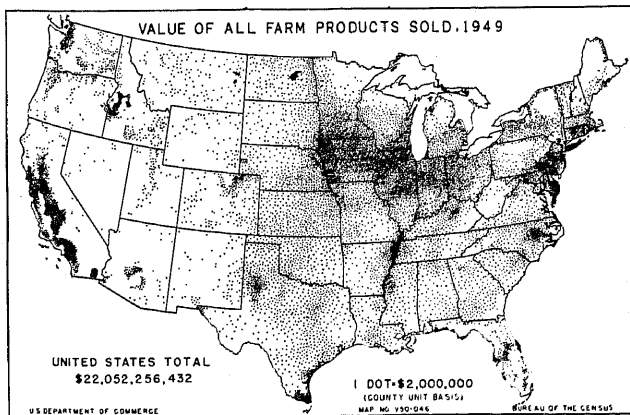 VALUE OF ALL FARM PRODUCTS SOLD, 1949
UNITED STATES TOTAL
$22,052,256,432
1 DOT=$2,000,000
(COUNTY UNIT BASIS)
U S DEPARTMENT OF COMMERCE
MAP NO V50-046
BUREAU OF THE CENSUS